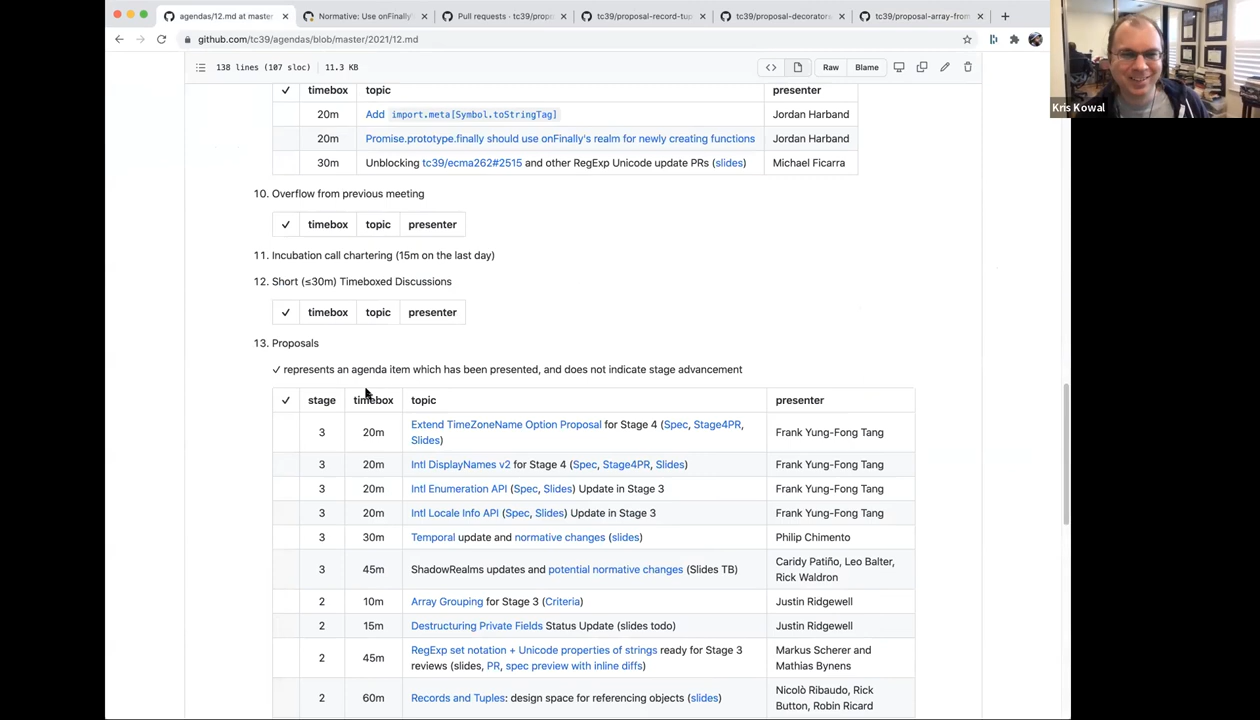 agendas/12.md at master
Normative: Use onFinally
Pull requests · tc39/propo
tc39/proposal-record-tup
tc39/proposal-decorators
tc39/proposal-array-from
github.com/tc39/agendas/blob/master/2021/12.md
138 lines (107 sloc) 11.3 KB
Raw Blame
Kris Kowal
✓ timebox topic presenter
20m Add import.meta[Symbol.toStringTag] Jordan Harband
20m Promise.prototype.finally should use onFinally's realm for newly creating functions Jordan Harband
30m Unblocking tc39/ecma262#2515 and other RegExp Unicode update PRs (slides) Michael Ficarra
10. Overflow from previous meeting
✓ timebox topic presenter
11. Incubation call chartering (15m on the last day)
12. Short (≤30m) Timeboxed Discussions
✓ timebox topic presenter
13. Proposals
✓ represents an agenda item which has been presented, and does not indicate stage advancement
✓ stage timebox topic presenter
3 20m Extend TimeZoneName Option Proposal for Stage 4 (Spec, Stage4PR,
Slides) Frank Yung-Fong Tang
3 20m Intl DisplayNames v2 for Stage 4 (Spec, Stage4PR, Slides) Frank Yung-Fong Tang
3 20m Intl Enumeration API (Spec, Slides) Update in Stage 3 Frank Yung-Fong Tang
3 20m Intl Locale Info API (Spec, Slides) Update in Stage 3 Frank Yung-Fong Tang
3 30m Temporal update and normative changes (slides) Philip Chimento
3 45m ShadowRealms updates and potential normative changes (Slides TB) Caridy Patiño, Leo Balter,
Rick Waldron
2 10m Array Grouping for Stage 3 (Criteria) Justin Ridgewell
2 15m Destructuring Private Fields Status Update (slides todo) Justin Ridgewell
2 45m RegExp set notation + Unicode properties of strings ready for Stage 3 Markus Scherer and
reviews (slides, PR, spec preview with inline diffs) Mathias Bynens
2 60m Records and Tuples: design space for referencing objects (slides) Nicolò Ribaudo, Rick
Button, Robin Ricard